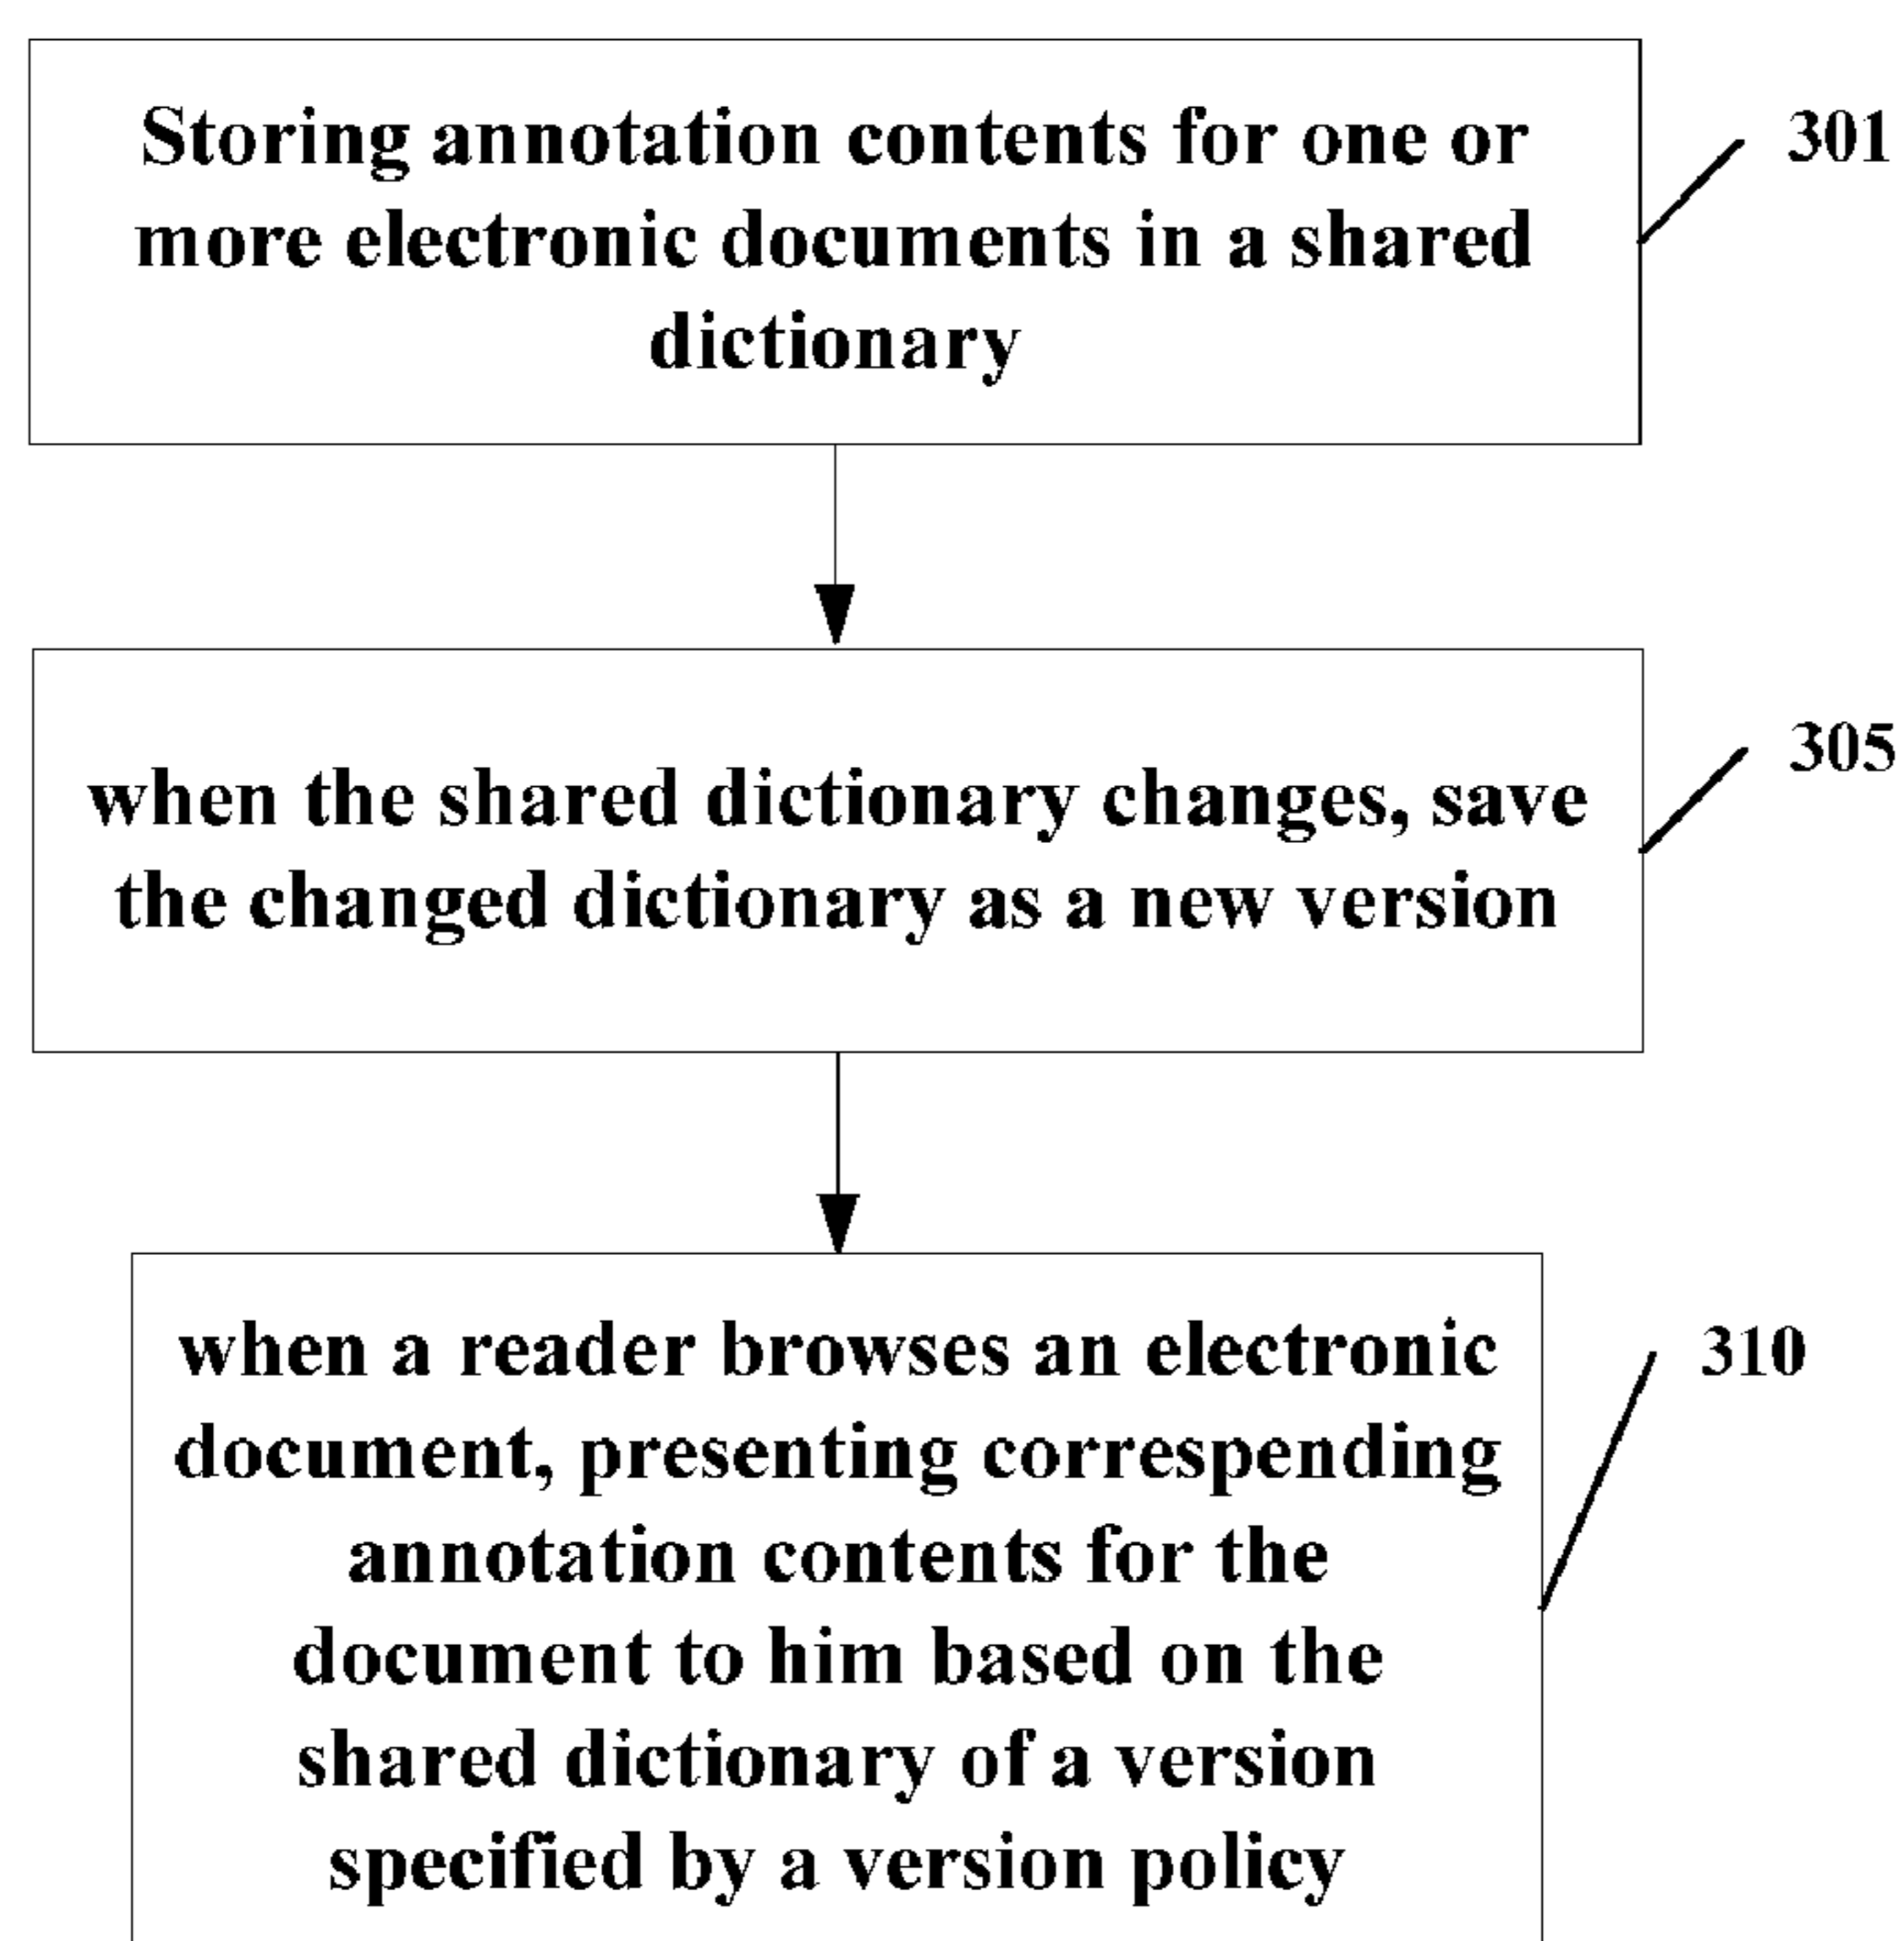 Storing annotation contents for one or
more electronic documents in a shared
dictionary
301
when the shared dictionary changes, save
the changed dictionary as a new version
305
when a reader browses an electronic
document, presenting correspending
annotation contents for the
document to him based on the
shared dictionary of a version
specified by a version policy
310